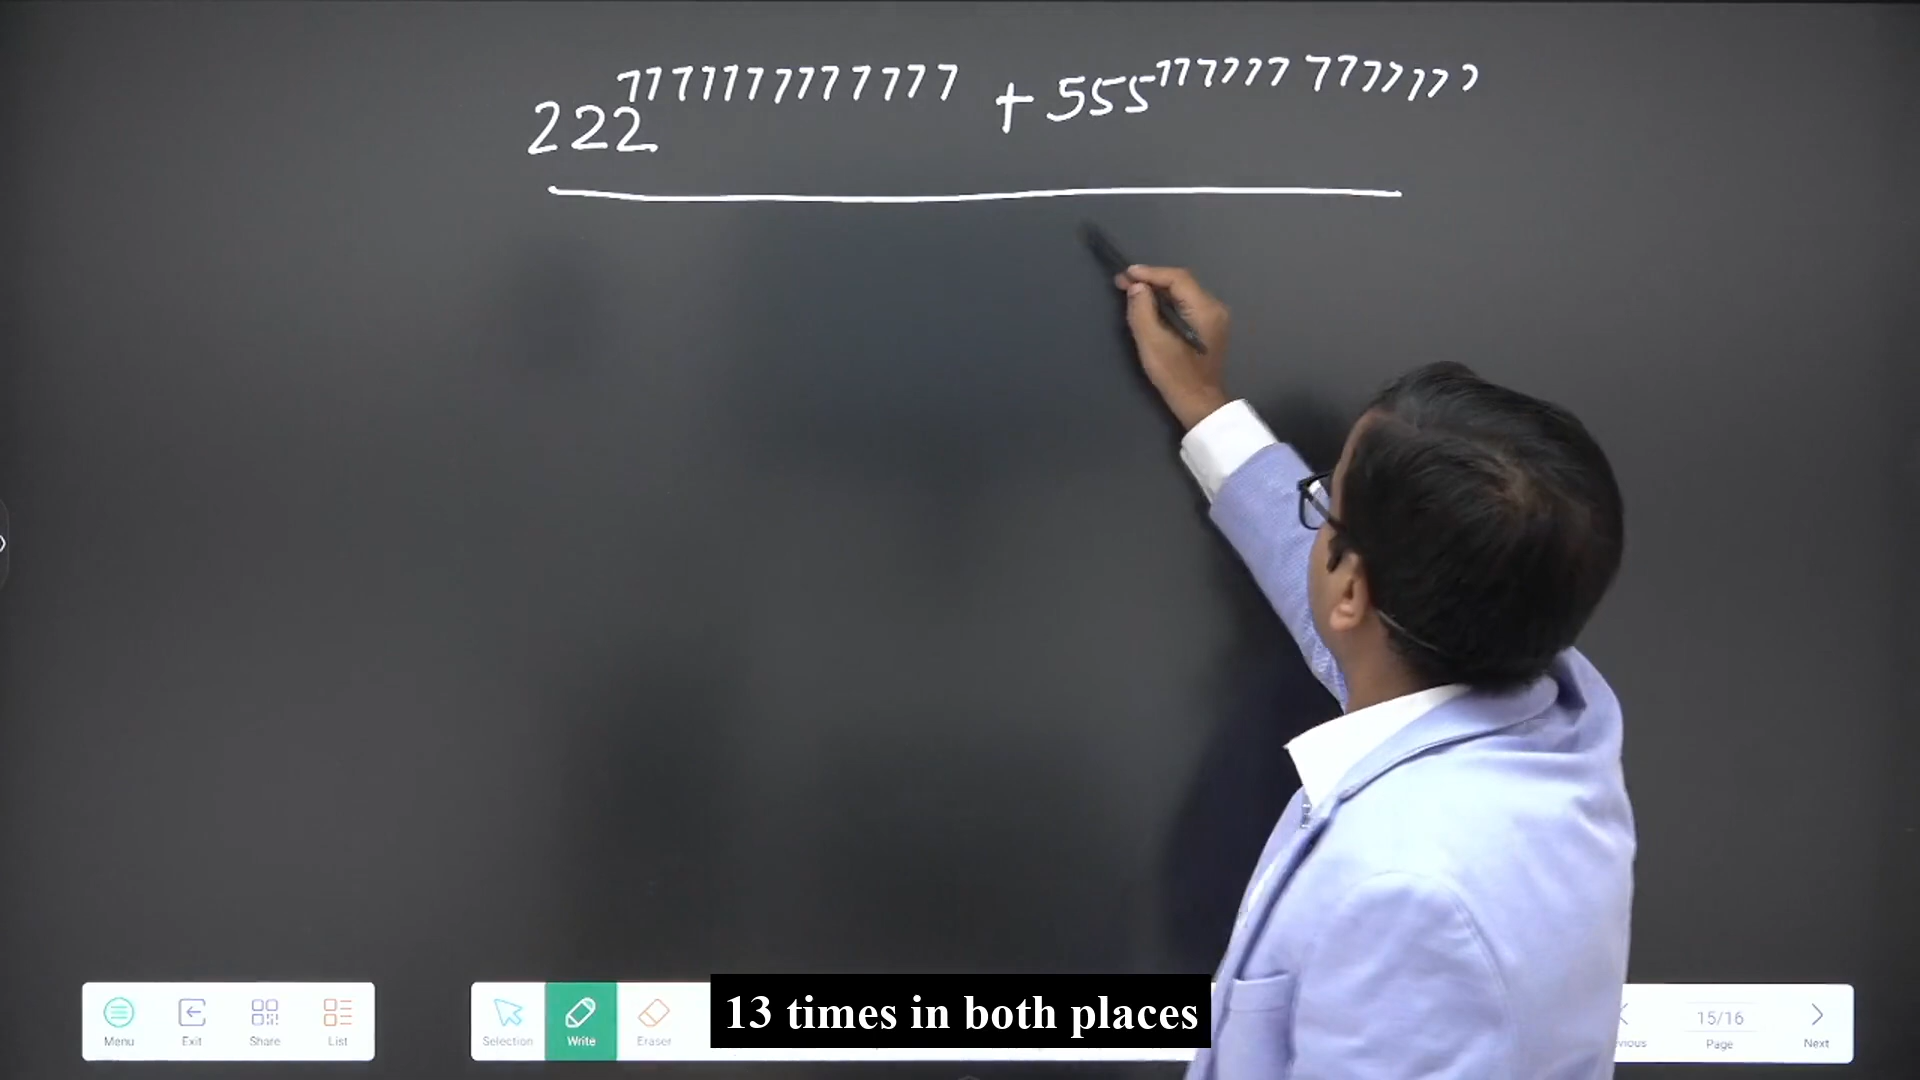 222^7777777777777 + 555^7777777777777
13 times in both places
15/16
Menu Exit Share List Selection Write Eraser vious Page Next